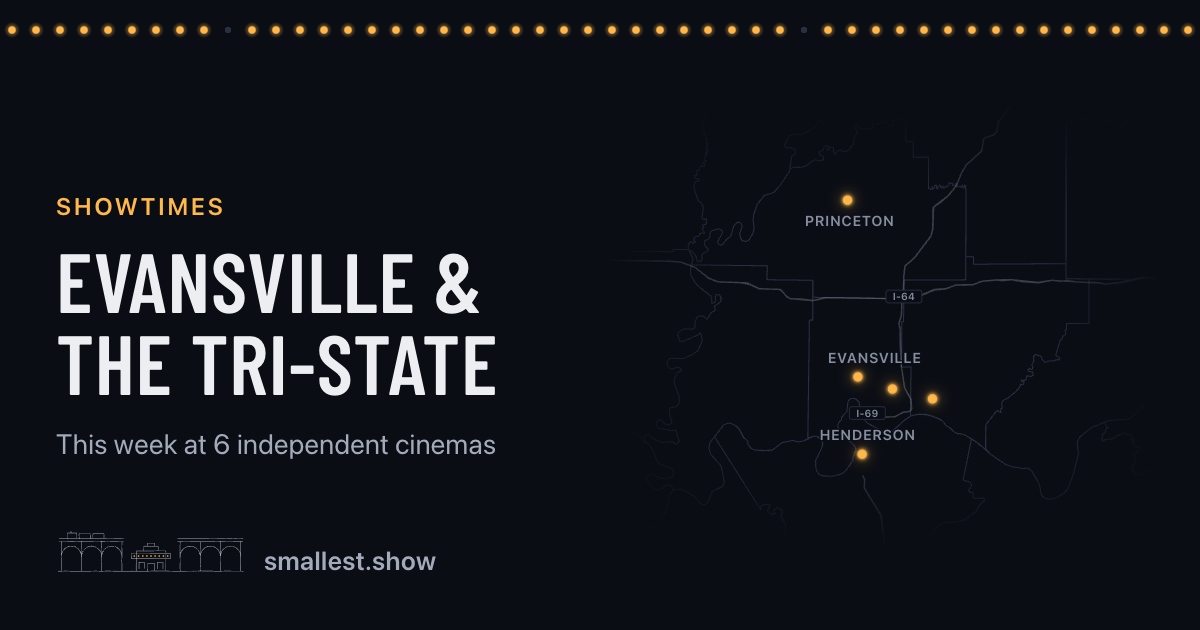 SHOWTIMES
EVANSVILLE &
THE TRI-STATE
This week at 6 independent cinemas
smallest.show
PRINCETON
I-64
EVANSVILLE
I-69
HENDERSON